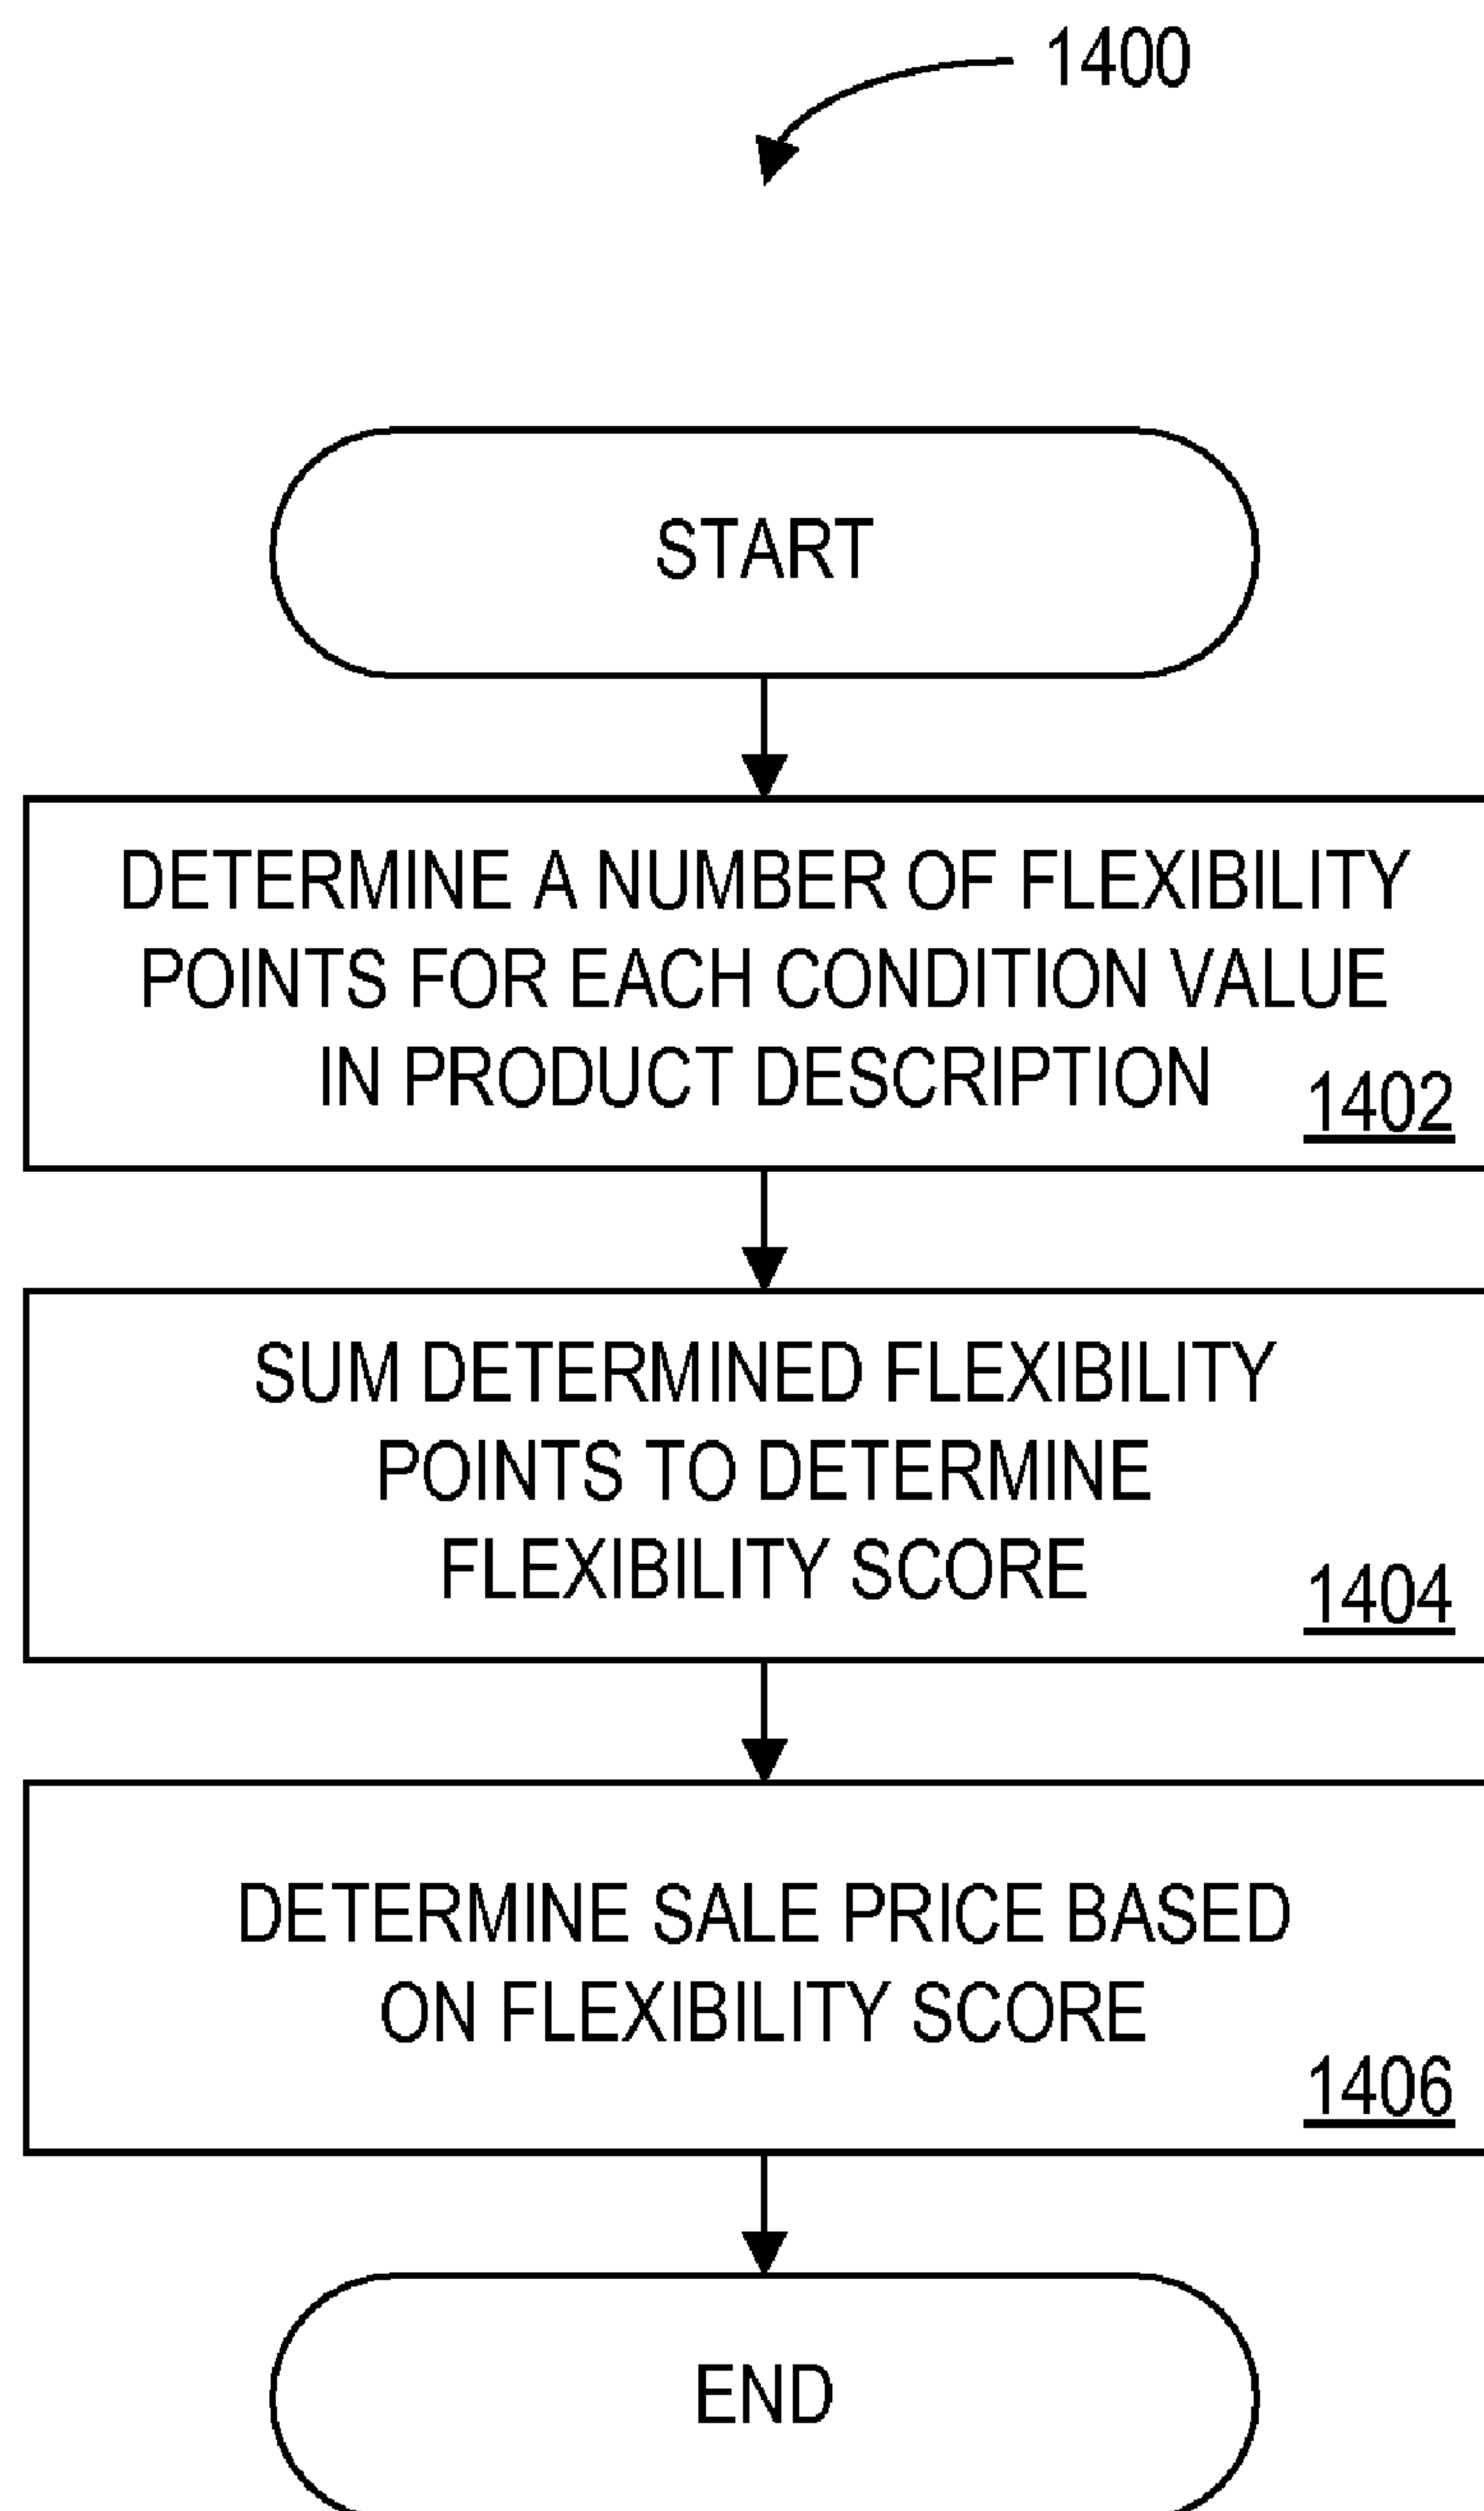 1400
START
DETERMINE A NUMBER OF FLEXIBILITY
POINTS FOR EACH CONDITION VALUE
IN PRODUCT DESCRIPTION
1402
SUM DETERMINED FLEXIBILITY
POINTS TO DETERMINE
FLEXIBILITY SCORE
1404
DETERMINE SALE PRICE BASED
ON FLEXIBILITY SCORE
1406
END